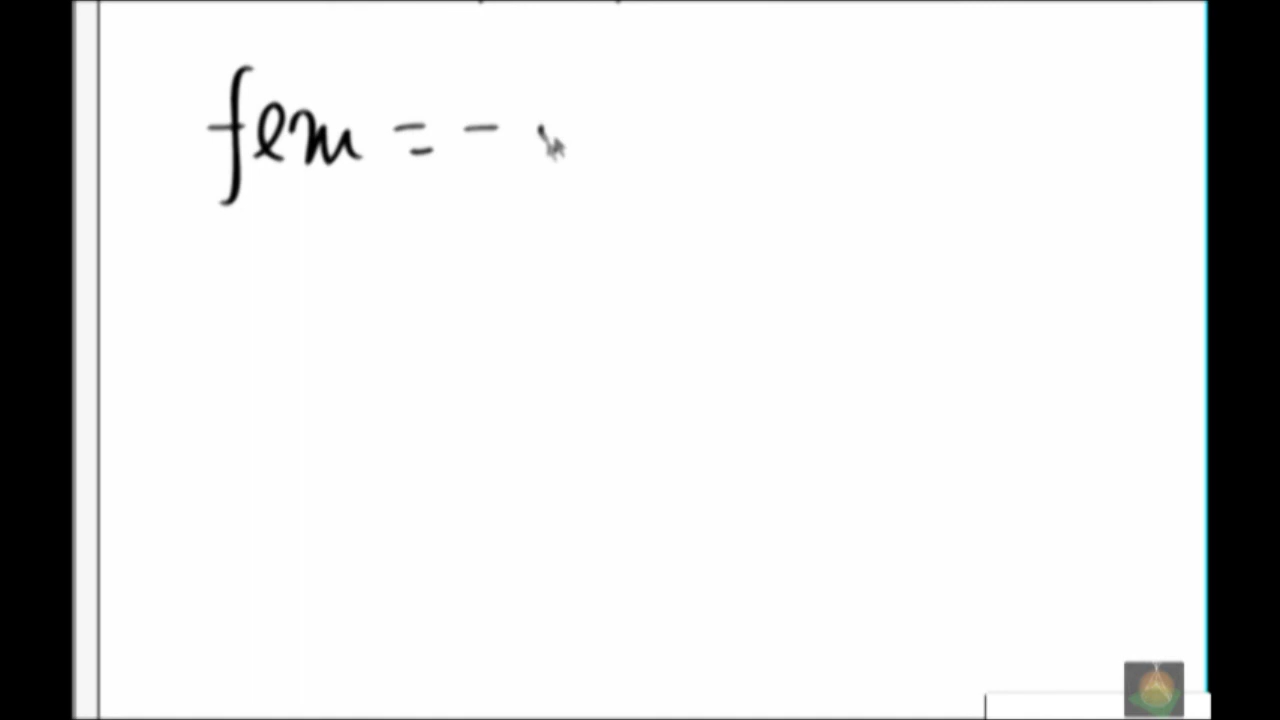 fem = -